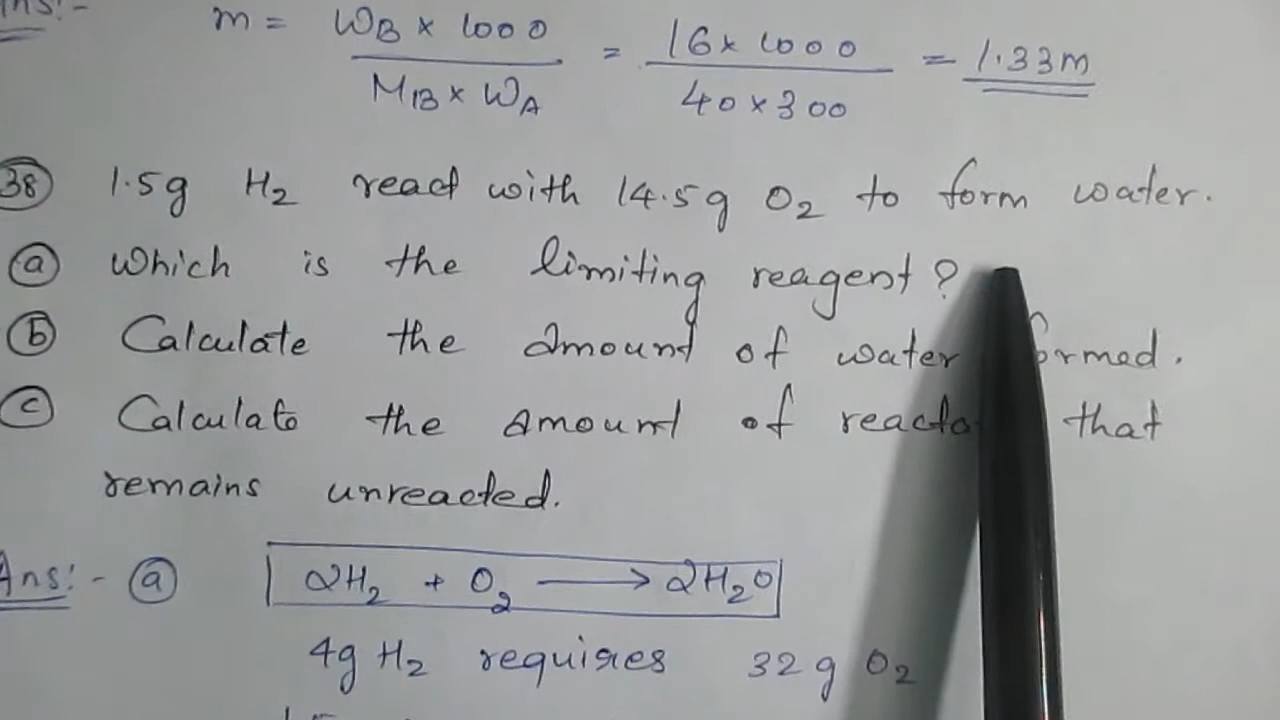 Ans:-
m = WB x 1000 / MB x WA = 16 x 1000 / 40 x 300 = 1.33m
38 1.5g H2 react with 14.5g O2 to form water.
a which is the limiting reagent?
b Calculate the amount of water formed.
c Calculate the amount of that
remains unreacted.
Ans:- a 2H2 + O2 → 2H2O
4g H2 requires 32g O2